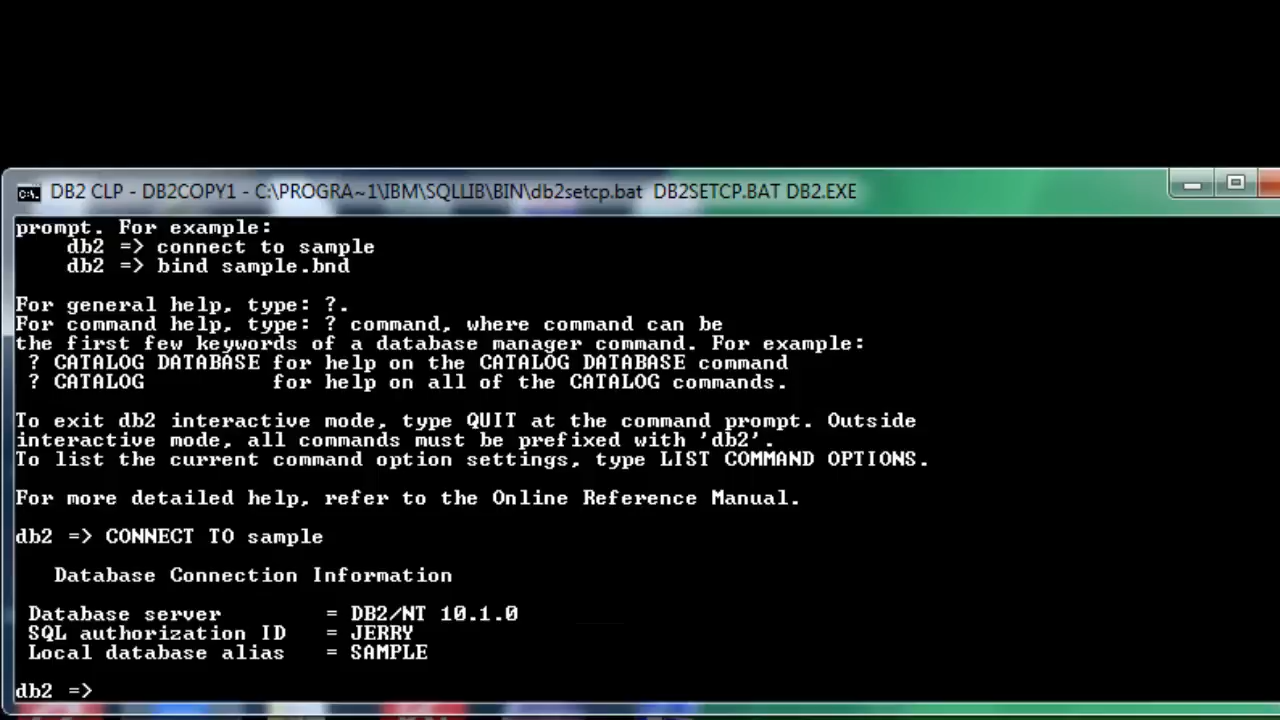 DB2 CLP - DB2COPY1 - C:\PROGRA~1\IBM\SQLLIB\BIN\db2setcp.bat  DB2SETCP.BAT DB2.EXE
prompt. For example:
    db2 => connect to sample
    db2 => bind sample.bnd
For general help, type: ?.
For command help, type: ? command, where command can be
the first few keywords of a database manager command. For example:
 ? CATALOG DATABASE for help on the CATALOG DATABASE command
 ? CATALOG          for help on all of the CATALOG commands.
To exit db2 interactive mode, type QUIT at the command prompt. Outside
interactive mode, all commands must be prefixed with 'db2'.
To list the current command option settings, type LIST COMMAND OPTIONS.
For more detailed help, refer to the Online Reference Manual.
db2 => CONNECT TO sample
   Database Connection Information
 Database server        = DB2/NT 10.1.0
 SQL authorization ID   = JERRY
 Local database alias   = SAMPLE
db2 =>